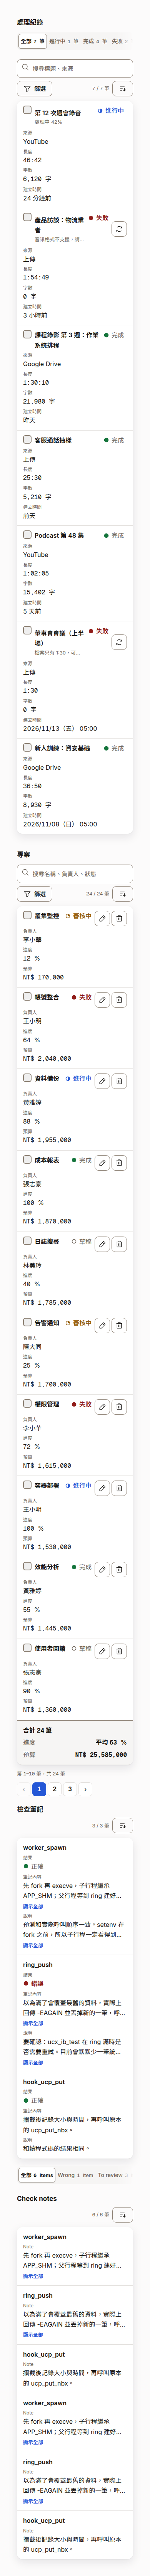 處理紀錄
全部 7 筆 進行中 1 筆 完成 4 筆 失敗 2
搜尋標題、來源
篩選 7 / 7 筆
第 12 次週會錄音 進行中
處理中 42%
來源
YouTube
長度
46:42
字數
6,120 字
建立時間
24 分鐘前
產品訪談：物流業者 失敗
音訊格式不支援，請…
來源
上傳
長度
1:54:49
字數
0 字
建立時間
3 小時前
課程錄影 第 3 週：作業系統排程 完成
來源
Google Drive
長度
1:30:10
字數
21,980 字
建立時間
昨天
客服通話抽樣 完成
來源
上傳
長度
25:30
字數
5,210 字
建立時間
前天
Podcast 第 48 集 完成
來源
YouTube
長度
1:02:05
字數
15,402 字
建立時間
5 天前
董事會會議（上半場） 失敗
檔案只有 1:30，可…
來源
上傳
長度
1:30
字數
0 字
建立時間
2026/11/13（五） 05:00
新人訓練：資安基礎 完成
來源
Google Drive
長度
36:50
字數
8,930 字
建立時間
2026/11/08（日） 05:00
專案
搜尋名稱、負責人、狀態
篩選 24 / 24 筆
叢集監控 審核中
負責人
李小華
進度
12 %
預算
NT$ 170,000
帳號整合 失敗
負責人
王小明
進度
64 %
預算
NT$ 2,040,000
資料備份 進行中
負責人
黃雅婷
進度
88 %
預算
NT$ 1,955,000
成本報表 完成
負責人
張志豪
進度
100 %
預算
NT$ 1,870,000
日誌搜尋 草稿
負責人
林美玲
進度
40 %
預算
NT$ 1,785,000
告警通知 審核中
負責人
陳大同
進度
25 %
預算
NT$ 1,700,000
權限管理 失敗
負責人
李小華
進度
72 %
預算
NT$ 1,615,000
容器部署 進行中
負責人
王小明
進度
100 %
預算
NT$ 1,530,000
效能分析 完成
負責人
黃雅婷
進度
55 %
預算
NT$ 1,445,000
使用者回饋 草稿
負責人
張志豪
進度
90 %
預算
NT$ 1,360,000
合計 24 筆
進度 平均 63 %
預算 NT$ 25,585,000
第 1–10 筆，共 24 筆
‹ 1 2 3 ›
檢查筆記
3 / 3 筆
worker_spawn
結果
正確
筆記內容
先 fork 再 execve，子行程繼承 APP_SHM；父行程等到 ring 建好…
顯示全部
說明
預測和實際呼叫順序一致。setenv 在 fork 之前，所以子行程一定看得到…
顯示全部
ring_push
結果
錯誤
筆記內容
以為滿了會覆蓋最舊的資料，實際上回傳 -EAGAIN 並丟掉新的一筆，呼…
顯示全部
說明
要確認：ucx_ib_test 在 ring 滿時是否需要重試。目前會默默少一筆統…
顯示全部
hook_ucp_put
結果
正確
筆記內容
攔截後記錄大小與時間，再呼叫原本的 ucp_put_nbx。
說明
和讀程式碼的結果相同。
全部 6 items Wrong 1 item To review 2
Check notes
6 / 6 筆
worker_spawn
Note
先 fork 再 execve，子行程繼承 APP_SHM；父行程等到 ring 建好…
顯示全部
ring_push
Note
以為滿了會覆蓋最舊的資料，實際上回傳 -EAGAIN 並丟掉新的一筆，呼…
顯示全部
hook_ucp_put
Note
攔截後記錄大小與時間，再呼叫原本的 ucp_put_nbx。
worker_spawn
Note
先 fork 再 execve，子行程繼承 APP_SHM；父行程等到 ring 建好…
顯示全部
ring_push
Note
以為滿了會覆蓋最舊的資料，實際上回傳 -EAGAIN 並丟掉新的一筆，呼…
顯示全部
hook_ucp_put
Note
攔截後記錄大小與時間，再呼叫原本的 ucp_put_nbx。